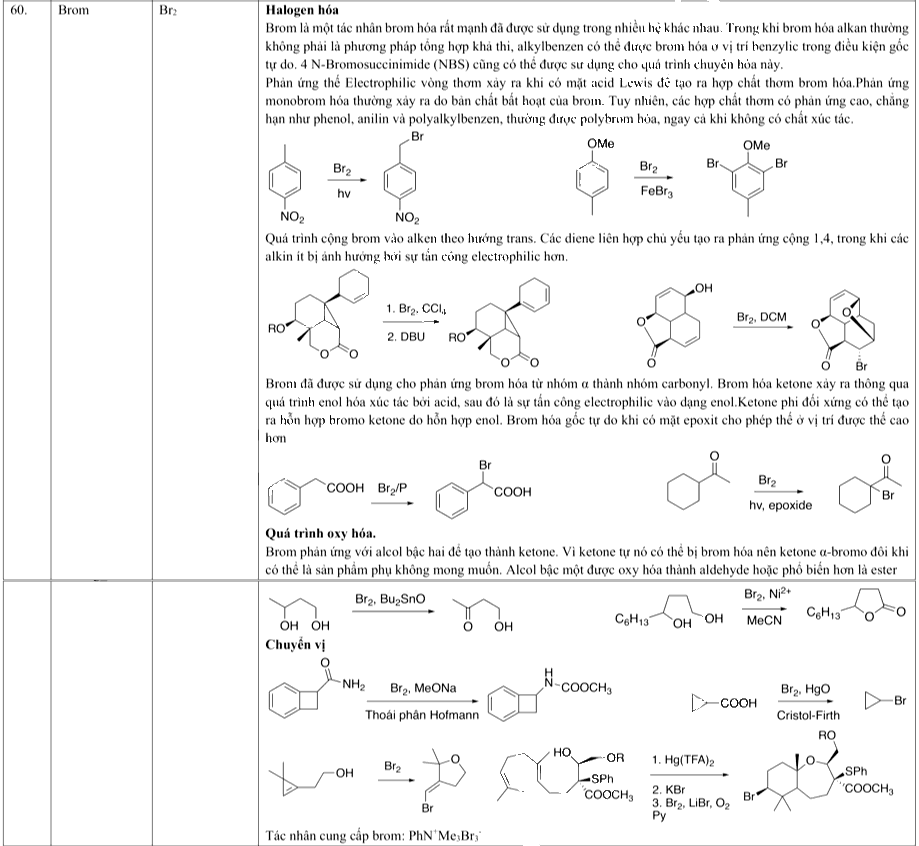 60. Brom Br₂ Halogen hóa
Brom là một tác nhân brom hóa rất mạnh đã được sử dụng trong nhiều hệ khác nhau. Trong khi brom hóa alkan thường
không phải là phương pháp tổng hợp khả thi, alkylbenzen có thể được brom hóa ở vị trí benzylic trong điều kiện gốc
tự do. 4 N-Bromosuccinimide (NBS) cũng có thể được sử dụng cho quá trình chuyển hóa này.
Phản ứng thế Electrophilic vòng thơm xảy ra khi có mặt acid Lewis để tạo ra hợp chất thơm brom hóa.Phản ứng
monobrom hóa thường xảy ra do bản chất bất hoạt của brom. Tuy nhiên, các hợp chất thơm có phản ứng cao, chẳng
hạn như phenol, anilin và polyalkylbenzen, thường được polybrom hóa, ngay cả khi không có chất xúc tác.
Br OMe OMe
Br₂ Br₂ Br Br
hv FeBr₃
NO₂ NO₂
Quá trình cộng brom vào alken theo hướng trans. Các diene liên hợp chủ yếu tạo ra phản ứng cộng 1,4, trong khi các
alkin ít bị ảnh hưởng bởi sự tấn công electrophilic hơn.
OH
1. Br₂, CCl₄ Br₂, DCM
RO 2. DBU RO O O O
O O O O O O Br
Brom đã được sử dụng cho phản ứng brom hóa từ nhóm α thành nhóm carbonyl. Brom hóa ketone xảy ra thông qua
quá trình enol hóa xúc tác bởi acid, sau đó là sự tấn công electrophilic vào dạng enol.Ketone phi đối xứng có thể tạo
ra hỗn hợp bromo ketone do hỗn hợp enol. Brom hóa gốc tự do khi có mặt epoxit cho phép thế ở vị trí được thế cao
hơn
Br O O
COOH Br₂/P COOH Br₂ Br
hv, epoxide
Quá trình oxy hóa.
Brom phản ứng với alcol bậc hai để tạo thành ketone. Vì ketone tự nó có thể bị brom hóa nên ketone α-bromo đôi khi
có thể là sản phẩm phụ không mong muốn. Alcol bậc một được oxy hóa thành aldehyde hoặc phổ biến hơn là ester
Br₂, Bu₂SnO Br₂, Ni²⁺
OH OH O OH C₆H₁₃ OH OH MeCN C₆H₁₃ O O
Chuyển vị
O NH₂ Br₂, MeONa H N COOCH₃ COOH Br₂, HgO Br
Thoái phân Hofmann Cristol-Firth
OH Br₂ O HO OR 1. Hg(TFA)₂ RO O
SPh 2. KBr SPh
Br COOCH₃ 3. Br₂, LiBr, O₂ Br COOCH₃
Py
Tác nhân cung cấp brom: PhN⁺Me₃Br₃⁻